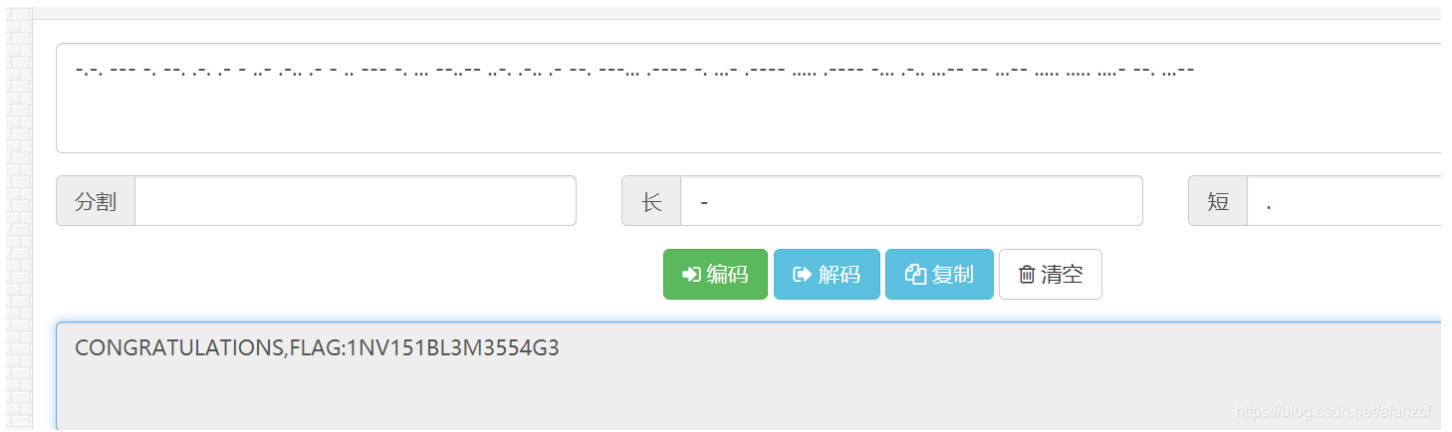 -.-. --- -. --. .-. .- - ..- .-.. .- - .. --- -. ... --..-- ..-. .-.. .- --. ---... .---- -. ...- .---- ..... .---- -... .-.. ...-- -- ...-- ..... ..... ....- --. ...--
分割 长 - 短 .
编码 解码 复制 清空
CONGRATULATIONS,FLAG:1NV151BL3M3554G3
https://blog.csdn.net/afanzcf